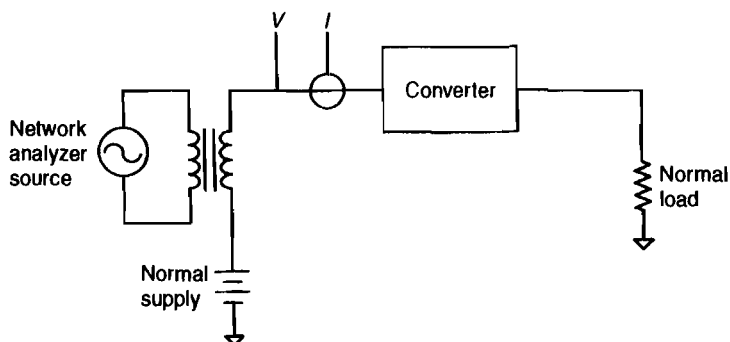 V
I
Converter
Network
analyzer
source
Normal
load
Normal
supply